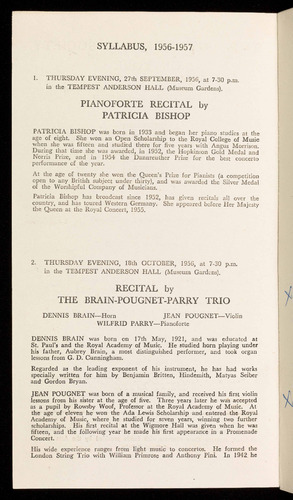 SYLLABUS, 1956-1957
1. THURSDAY EVENING, 27th SEPTEMBER, 1956, at 7-30 p.m.
in the TEMPEST ANDERSON HALL (Museum Gardens).
PIANOFORTE RECITAL by
PATRICIA BISHOP
PATRICIA BISHOP was born in 1933 and began her piano studies at the
age of eight. She won an Open Scholarship to the Royal College of Music
when she was fifteen and studied there for five years with Angus Morrison.
During that time she was awarded, in 1952, the Hopkinson Gold Medal and
Norris Prize, and in 1954 the Dannreuther Prize for the best concerto
performance of the year.
At the age of twenty she won the Queen's Prize for Pianists (a competition
open to any British subject under thirty), and was awarded the Silver Medal
of the Worshipful Company of Musicians.
Patricia Bishop has broadcast since 1952, has given recitals all over the
country, and has toured Western Germany. She appeared before Her Majesty
the Queen at the Royal Concert, 1955.
2. THURSDAY EVENING, 18th OCTOBER, 1956, at 7-30 p.m.
in the TEMPEST ANDERSON HALL (Museum Gardens).
RECITAL by
THE BRAIN-POUGNET-PARRY TRIO
DENNIS BRAIN—Horn JEAN POUGNET—Violin
WILFRID PARRY—Pianoforte
DENNIS BRAIN was born on 17th May, 1921, and was educated at
St. Paul's and the Royal Academy of Music. He studied horn playing under
his father, Aubrey Brain, a most distinguished performer, and took organ
lessons from G. D. Cunningham.
Regarded as the leading exponent of his instrument, he has had works
specially written for him by Benjamin Britten, Hindemith, Matyas Seiber
and Gordon Bryan.
JEAN POUGNET was born of a musical family, and received his first violin
lessons from his sister at the age of five. Three years later he was accepted
as a pupil by Rowsby Woof, Professor at the Royal Academy of Music. At
the age of eleven he won the Ada Lewis Scholarship and entered the Royal
Academy of Music, where he studied for seven years, winning two further
scholarships. His first recital at the Wigmore Hall was given when he was
fifteen, and the following year he made his first appearance in a Promenade
Concert.
His wide experience ranges from light music to concertos. He formed the
London String Trio with William Primrose and Anthony Pini. In 1942 he